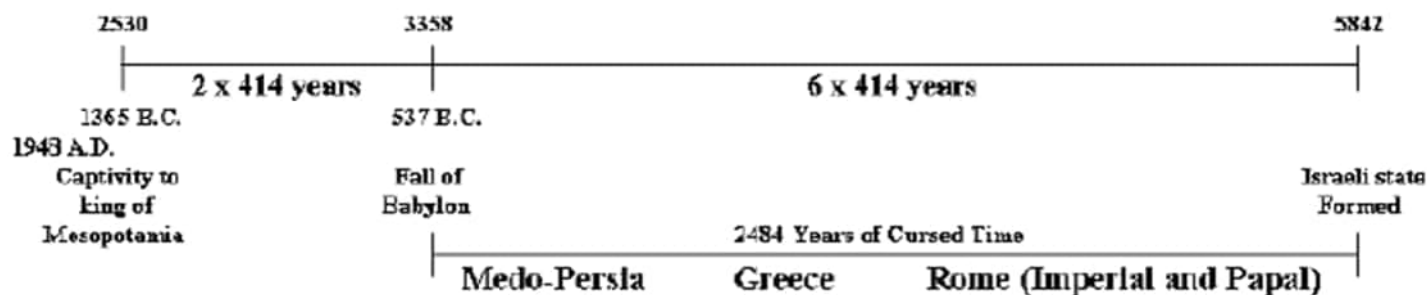 2530 3358 5842
2 x 414 years 6 x 414 years
1365 B.C. 537 B.C.
1948 A.D.
Captivity to Fall of Israeli state
king of Babylon Formed
Mesopotamia 2484 Years of Cursed Time
Medo-Persia Greece Rome (Imperial and Papal)